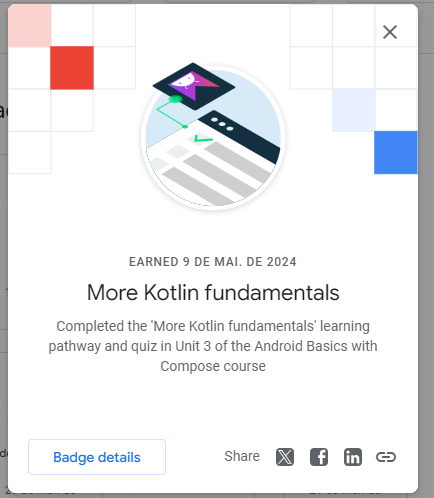 EARNED 9 DE MAI. DE 2024
More Kotlin fundamentals
Completed the 'More Kotlin fundamentals' learning
pathway and quiz in Unit 3 of the Android Basics with
Compose course
Badge details
Share